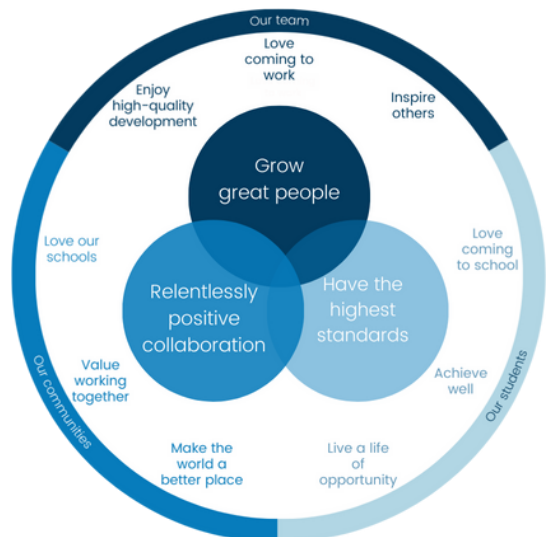 Our team
Love
coming to
work
Enjoy
high-quality
development
Inspire
others
Grow
great people
Love our
schools
Love
coming
to school
Relentlessly
positive
collaboration
Have the
highest
standards
Value
working
together
Achieve
well
Our communities
Our students
Make the
world a
better place
Live a life
of
opportunity